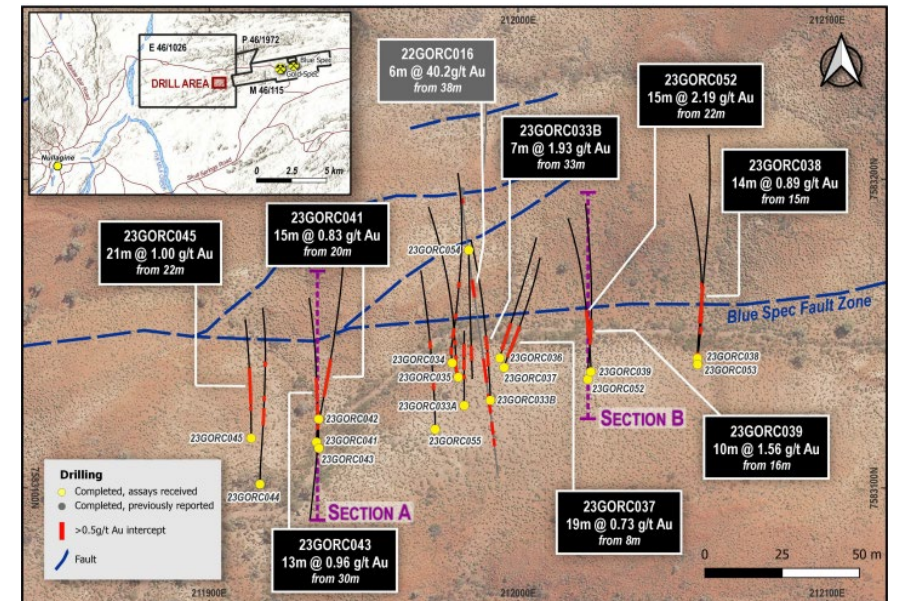 212000E
212100E
E 46/1026
P 46/1972
Blue Spec
Gold-Spec
DRILL AREA
M 46/115
Nullagine
Skull Springs Road
0 2.5 5 km
22GORC016
6m @ 40.2g/t Au
from 38m
23GORC052
15m @ 2.19 g/t Au
from 22m
23GORC033B
7m @ 1.93 g/t Au
from 33m
23GORC038
14m @ 0.89 g/t Au
from 15m
7583200N
23GORC045
21m @ 1.00 g/t Au
from 22m
23GORC041
15m @ 0.83 g/t Au
from 20m
23GORC054
Blue Spec Fault Zone
23GORC034
23GORC035
23GORC036
23GORC037
23GORC039
23GORC052
23GORC038
23GORC053
23GORC033A
23GORC033B
23GORC042
23GORC045
23GORC041
23GORC043
23GORC055
SECTION B
23GORC039
10m @ 1.56 g/t Au
from 16m
7583100N
7583100N
Drilling
Completed, assays received
Completed, previously reported
>0.5g/t Au intercept
Fault
23GORC044
SECTION A
23GORC037
19m @ 0.73 g/t Au
from 8m
23GORC043
13m @ 0.96 g/t Au
from 30m
0 25 50 m
211900E
212000E
212100E